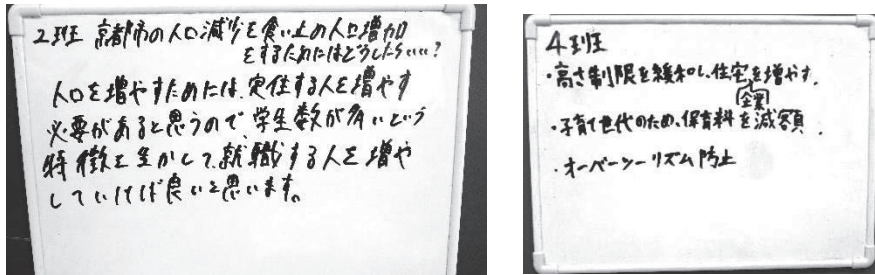 2班 京都市の人口減少を食い止め人口増加
をするためにはどうしたらいい?
人口を増やすためには、定住する人を増やす
必要があると思うので、学生数が多いという
特徴を生かして、就職する人を増や
していけば良いと思います。
4班
・高さ制限を緩和し、住宅を増やす。
企業
・子育て世代のため、保育料を減額。
・オーバーツーリズム防止